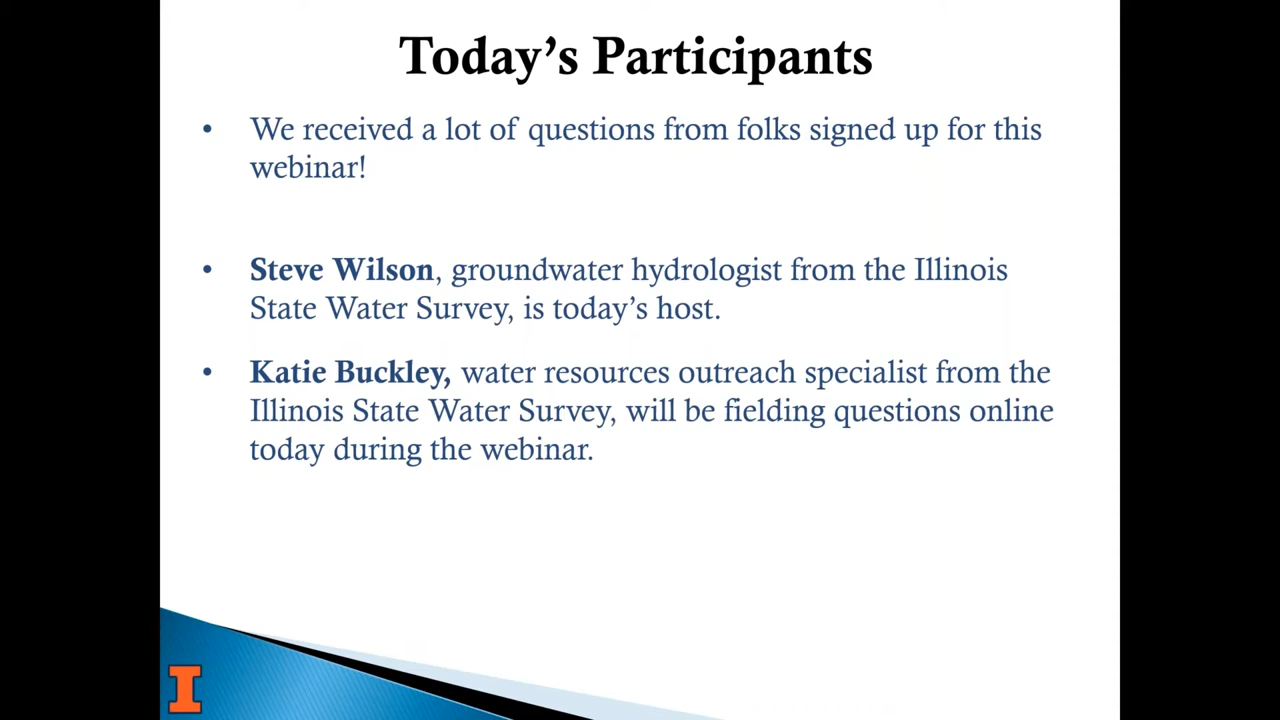 Today’s Participants
• We received a lot of questions from folks signed up for this
webinar!
• Steve Wilson, groundwater hydrologist from the Illinois
State Water Survey, is today’s host.
• Katie Buckley, water resources outreach specialist from the
Illinois State Water Survey, will be fielding questions online
today during the webinar.
I